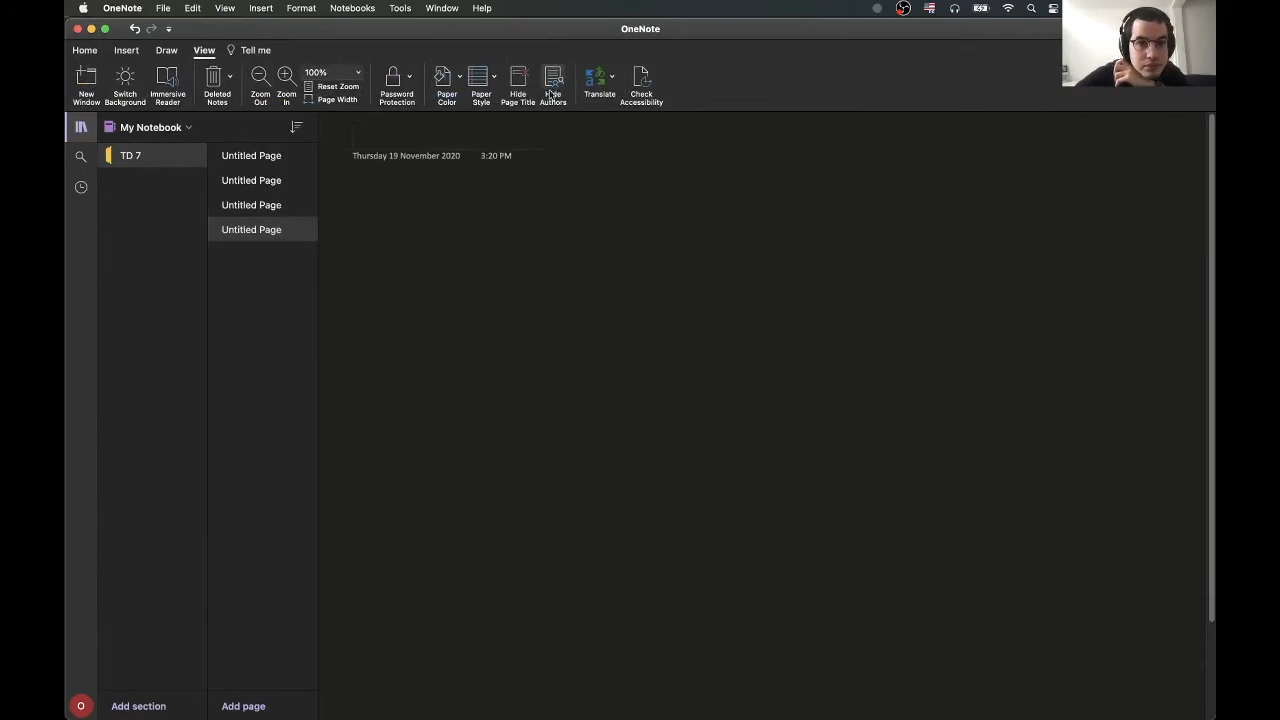 OneNote File Edit View Insert Format Notebooks Tools Window Help
OneNote
Home Insert Draw View Tell me
New Window
Switch Background
Immersive Reader
Deleted Notes
Zoom Out
Zoom In
100%
Reset Zoom
Page Width
Password Protection
Paper Color
Paper Style
Hide Page Title
Hide Authors
Translate
Check Accessibility
My Notebook
TD 7
Untitled Page
Untitled Page
Untitled Page
Untitled Page
Thursday 19 November 2020 3:20 PM
O
Add section
Add page